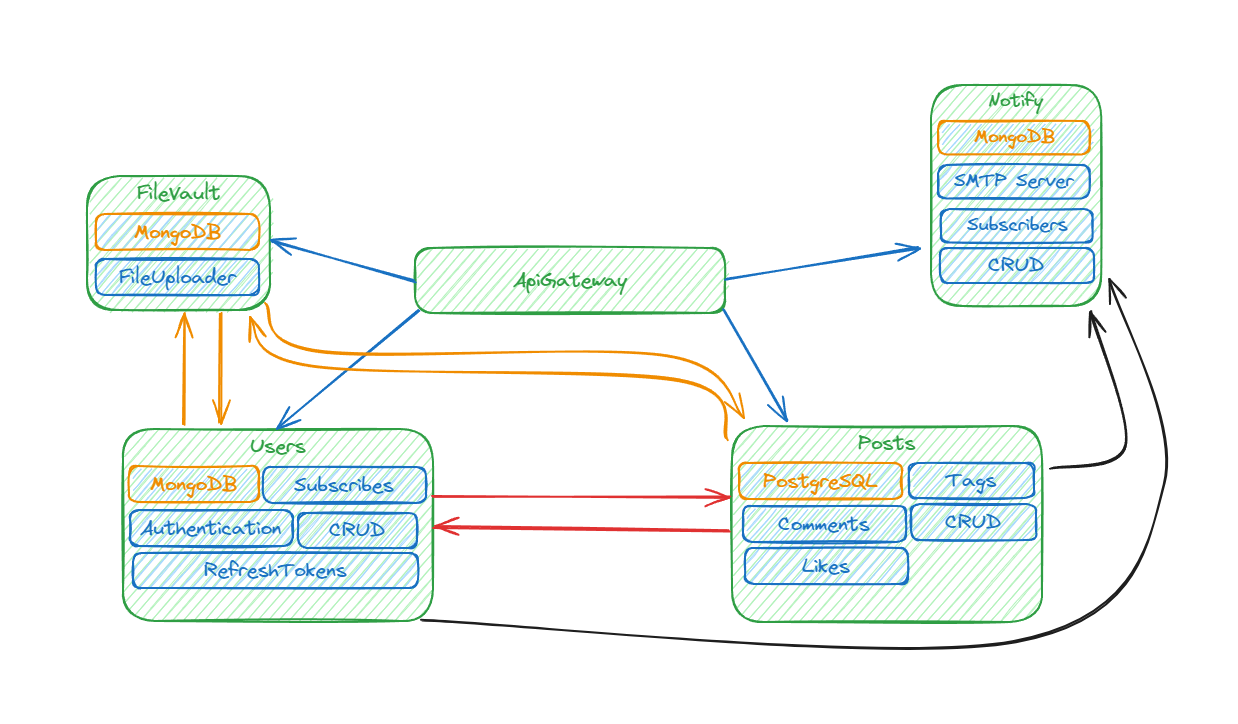 Notify
MongoDB
SMTP Server
Subscribers
CRUD
FileVault
MongoDB
FileUploader
ApiGateway
Users
MongoDB
Subscribes
Authentication
CRUD
RefreshTokens
Posts
PostgreSQL
Tags
Comments
CRUD
Likes